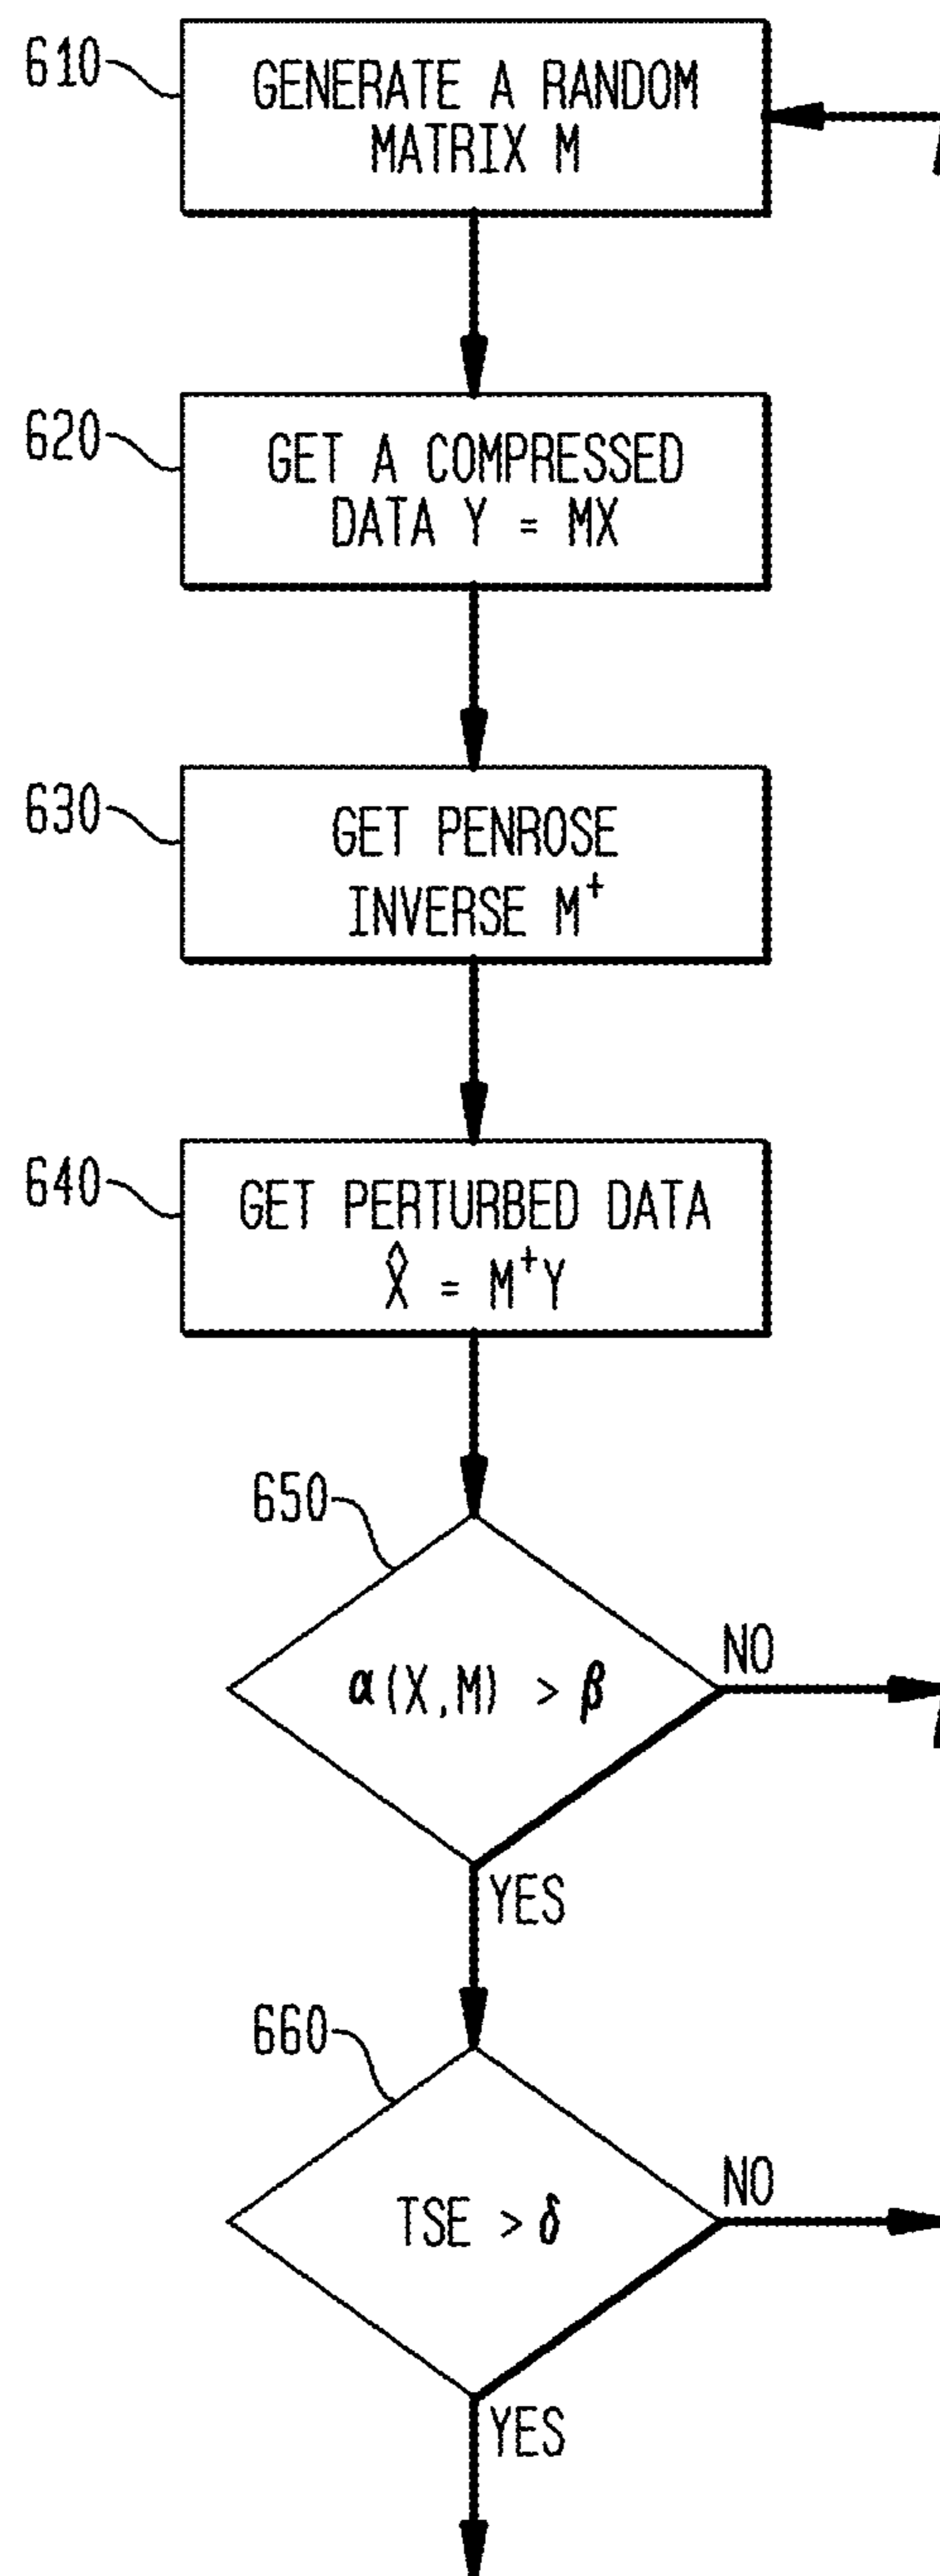 610
GENERATE A RANDOM
MATRIX M
620
GET A COMPRESSED
DATA Y = MX
630
GET PENROSE
INVERSE M⁺
640
GET PERTURBED DATA
X̂ = M⁺Y
650
α(X,M) > β
NO
YES
660
TSE > δ
NO
YES